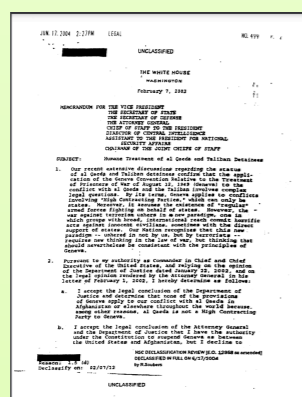 JUN. 17. 2004 2:27PM LEGAL NO. 499
UNCLASSIFIED
THE WHITE HOUSE
WASHINGTON
February 7, 2002
MEMORANDUM FOR THE VICE PRESIDENT
THE SECRETARY OF STATE
THE SECRETARY OF DEFENSE
THE ATTORNEY GENERAL
CHIEF OF STAFF TO THE PRESIDENT
DIRECTOR OF CENTRAL INTELLIGENCE
ASSISTANT TO THE PRESIDENT FOR NATIONAL
SECURITY AFFAIRS
CHAIRMAN OF THE JOINT CHIEFS OF STAFF
SUBJECT: Humane Treatment of al Qaeda and Taliban Detainees
1. Our recent extensive discussions regarding the status
of al Qaeda and Taliban detainees confirm that the appli-
cation of the Geneva Convention Relative to the Treatment
of Prisoners of War of August 12, 1949 (Geneva) to the
conflict with al Qaeda and the Taliban involves complex
legal questions. By its terms, Geneva applies to conflicts
involving "High Contracting Parties," which can only be
states. Moreover, it assumes the existence of "regular"
armed forces fighting on behalf of states. However, the
war against terrorism ushers in a new paradigm, one in
which groups with broad, international reach commit horrific
acts against innocent civilians, sometimes with the direct
support of states. Our Nation recognizes that this new
paradigm -- ushered in not by us, but by terrorists --
requires new thinking in the law of war, but thinking that
should nevertheless be consistent with the principles of
Geneva.
2. Pursuant to my authority as Commander in Chief and Chief
Executive of the United States, and relying on the opinion
of the Department of Justice dated January 22, 2002, and on
the legal opinion rendered by the Attorney General in his
letter of February 1, 2002, I hereby determine as follows:
a. I accept the legal conclusion of the Department of
Justice and determine that none of the provisions
of Geneva apply to our conflict with al Qaeda in
Afghanistan or elsewhere throughout the world because,
among other reasons, al Qaeda is not a High Contracting
Party to Geneva.
b. I accept the legal conclusion of the Attorney General
and the Department of Justice that I have the authority
under the Constitution to suspend Geneva as between
the United States and Afghanistan, but I decline to
NSC DECLASSIFICATION REVIEW [E.O. 12958 as amended]
DECLASSIFIED IN FULL ON 6/17/2004
by R.Soubers
Reason: 1.5 (d)
Declassify on: 02/07/12
UNCLASSIFIED